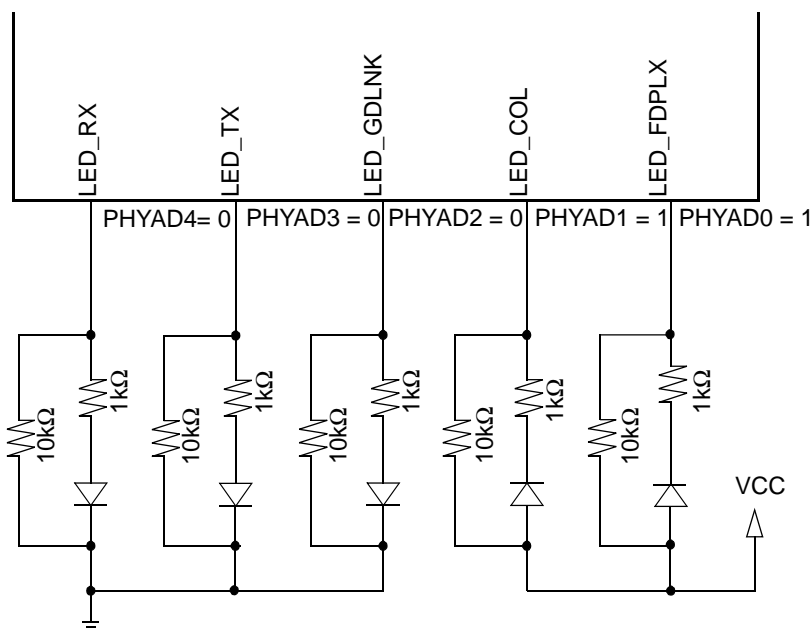 LED_RX
LED_TX
LED_GDLNK
LED_COL
LED_FDPLX
PHYAD4= 0
PHYAD3 = 0
PHYAD2 = 0
PHYAD1 = 1
PHYAD0 = 1
10kΩ
1kΩ
10kΩ
1kΩ
10kΩ
1kΩ
10kΩ
1kΩ
10kΩ
1kΩ
VCC